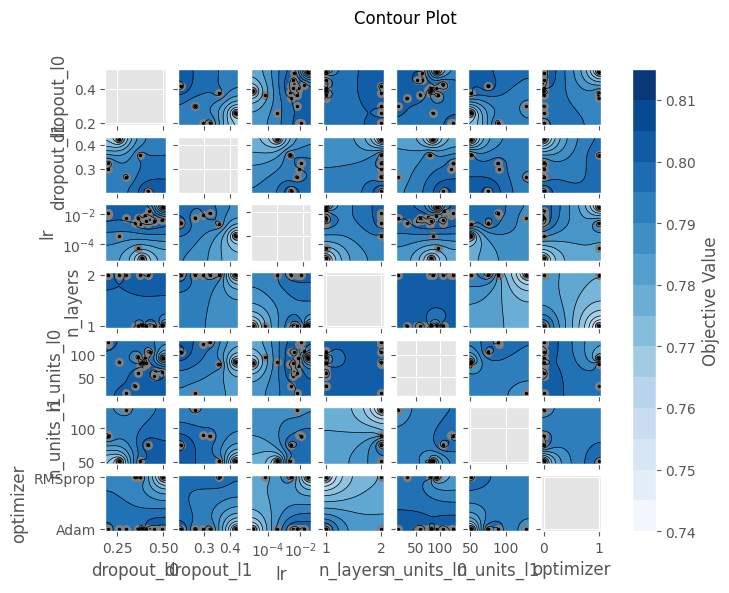 Contour Plot
dropout_l0
0.4
0.2
dropout_l1
0.4
0.3
lr
10⁻²
10⁻⁴
n_layers
2
1
n_units_l0
100
50
n_units_l1
100
50
optimizer
RMSprop
Adam
0.25 0.50 0.3 0.4 10⁻⁴ 10⁻² 1 2 50 100 50 100 0 1
dropout_l0 dropout_l1 lr n_layers n_units_l0 n_units_l1 optimizer
0.81
0.80
0.79
0.78
0.77
0.76
0.75
0.74
Objective Value